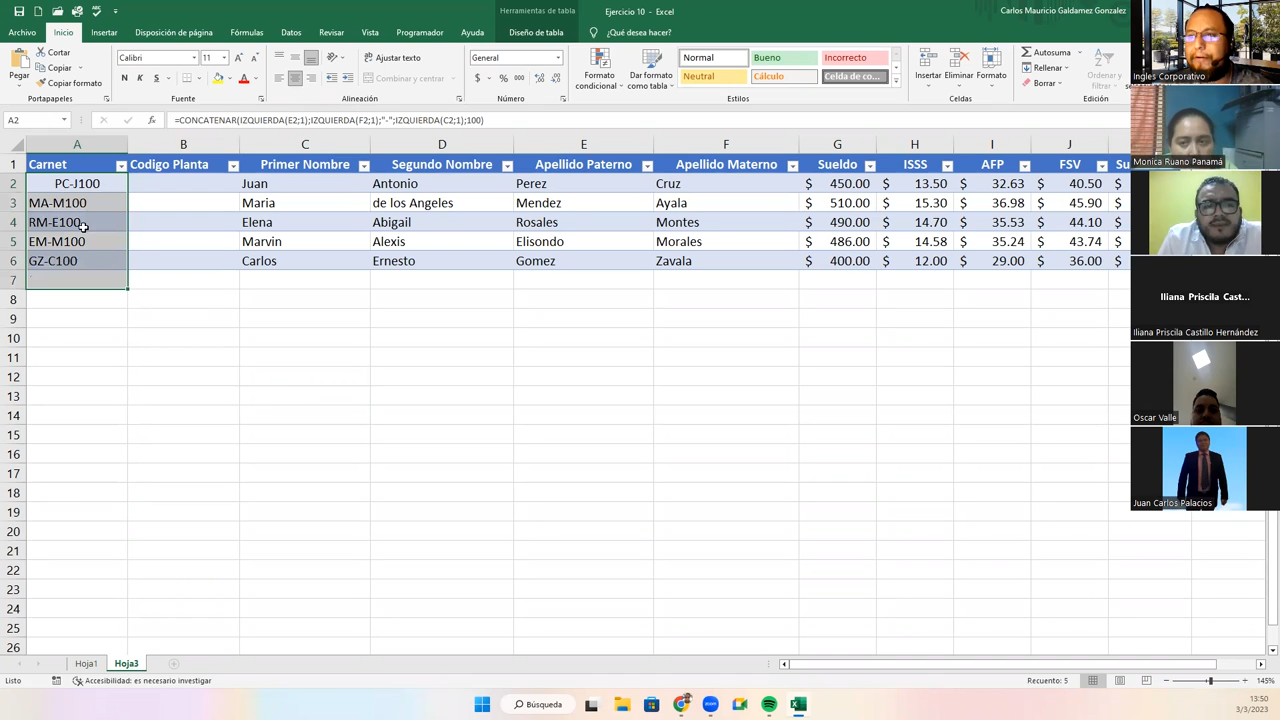 Herramientas de tabla
Ejercicio 10 - Excel
Carlos Mauricio Galdamez Gonzalez
Archivo Inicio Insertar Disposición de página Fórmulas Datos Revisar Vista Programador Ayuda Diseño de tabla ¿Qué desea hacer?
Pegar
Cortar
Copiar
Copiar formato
Portapapeles
Calibri 11
N K S
Fuente
Ajustar texto
Combinar y centrar
Alineación
General
$ % 000
Número
Formato condicional
Dar formato como tabla
Normal Bueno Incorrecto
Neutral Cálculo Celda de co...
Estilos
Insertar Eliminar Formato
Celdas
Autosuma
Rellenar
Borrar
Ordenar y filtrar
Edición
A2 fx =CONCATENAR(IZQUIERDA(E2;1);IZQUIERDA(F2;1);"-";IZQUIERDA(C2;1);100)
A B C D E F G H I J
1 Carnet Codigo Planta Primer Nombre Segundo Nombre Apellido Paterno Apellido Materno Sueldo ISSS AFP FSV Su
2 PC-J100 Juan Antonio Perez Cruz $ 450.00 $ 13.50 $ 32.63 $ 40.50 $
3 MA-M100 Maria de los Angeles Mendez Ayala $ 510.00 $ 15.30 $ 36.98 $ 45.90 $
4 RM-E100 Elena Abigail Rosales Montes $ 490.00 $ 14.70 $ 35.53 $ 44.10 $
5 EM-M100 Marvin Alexis Elisondo Morales $ 486.00 $ 14.58 $ 35.24 $ 43.74 $
6 GZ-C100 Carlos Ernesto Gomez Zavala $ 400.00 $ 12.00 $ 29.00 $ 36.00 $
7
8
9
10
11
12
13
14
15
16
17
18
19
20
21
22
23
24
25
26
Hoja1 Hoja3
Listo Accesibilidad: es necesario investigar Recuento: 5 145%
Búsqueda
13:50
3/3/2023
Ingles Corporativo
Monica Ruano Panamá
Iliana Priscila Cast...
Iliana Priscila Castillo Hernández
Oscar Valle
Juan Carlos Palacios